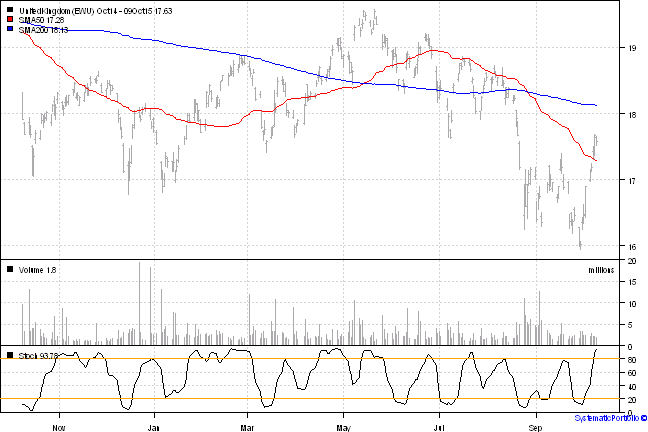 UnitedKingdom (EWU) Oct14 - 09Oct15 17.63
SMA50 17.28
SMA200 18.13
19
18
17
16
Volume 1.8
millions
20
15
10
5
0
Stoch 93.78
80
60
40
20
0
Nov
Jan
Mar
May
Jul
Sep
SystematicPortfolio ©